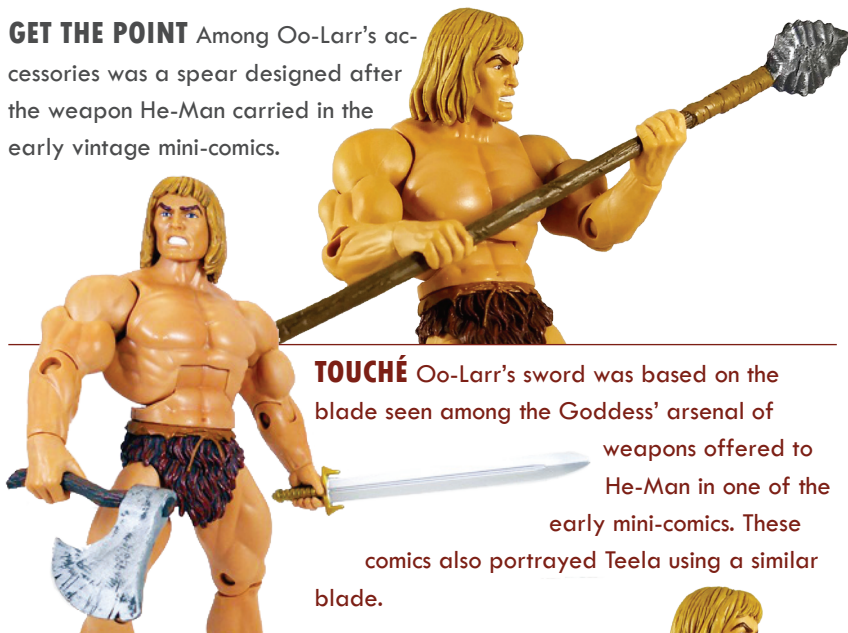 GET THE POINT Among Oo-Larr’s ac-
cessories was a spear designed after
the weapon He-Man carried in the
early vintage mini-comics.
TOUCHÉ Oo-Larr’s sword was based on the
blade seen among the Goddess’ arsenal of
weapons offered to
He-Man in one of the
early mini-comics. These
comics also portrayed Teela using a similar
blade.